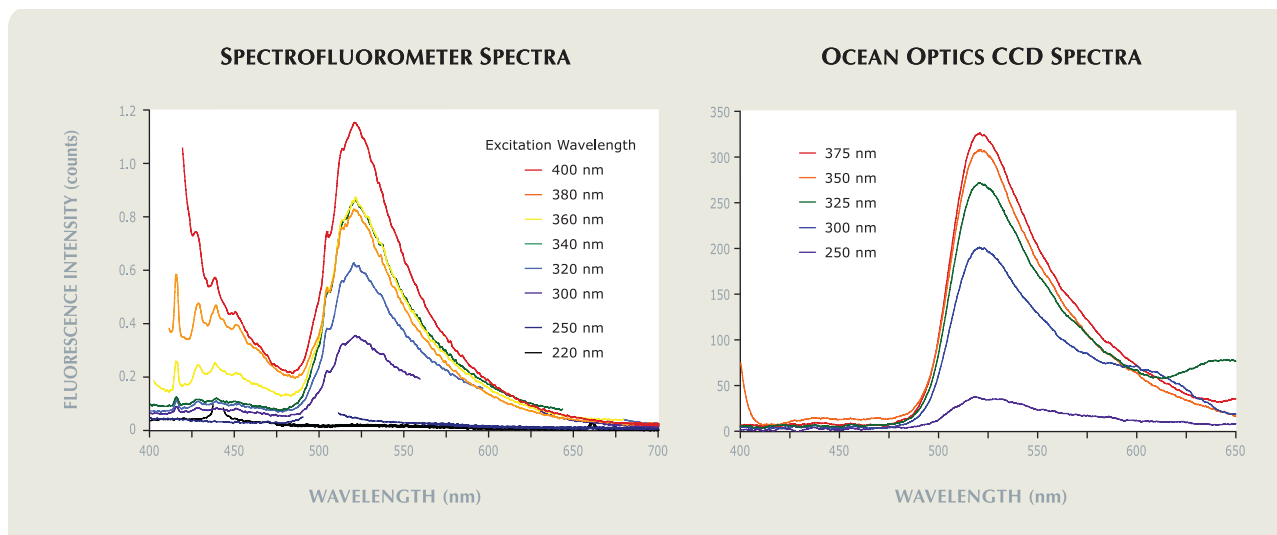 SPECTROFLUOROMETER SPECTRA
FLUORESCENCE INTENSITY (counts)
1.2
1.0
0.8
0.6
0.4
0.2
0
400 450 500 550 600 650 700
WAVELENGTH (nm)
Excitation Wavelength
400 nm
380 nm
360 nm
340 nm
320 nm
300 nm
250 nm
220 nm
OCEAN OPTICS CCD SPECTRA
350
300
250
200
150
100
50
0
400 450 500 550 600 650
WAVELENGTH (nm)
375 nm
350 nm
325 nm
300 nm
250 nm